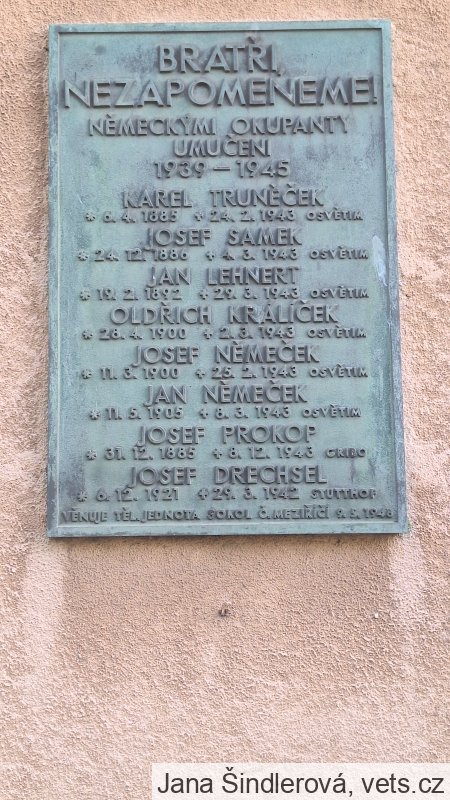 BRATŘI,
NEZAPOMENEME!
NĚMECKÝMI OKUPANTY
UMUČENI
1939 – 1945
KAREL TRUNĚČEK
* 6. 4. 1885 + 24. 2. 1943 OSVĚTIM
JOSEF SAMEK
* 24. 12. 1886 + 4. 3. 1943 OSVĚTIM
JAN LEHNERT
* 19. 2. 1892 + 29. 3. 1943 OSVĚTIM
OLDŘICH KRÁLÍČEK
* 28. 4. 1900 + 2. 3. 1943 OSVĚTIM
JOSEF NĚMEČEK
* 11. 3. 1900 + 25. 2. 1943 OSVĚTIM
JAN NĚMEČEK
* 11. 5. 1905 + 8. 3. 1943 OSVĚTIM
JOSEF PROKOP
* 31. 12. 1885 + 8. 12. 1943 GRIBO
JOSEF DRECHSEL
* 6. 12. 1921 + 29. 3. 1942 STUTTHOF
VĚNUJE TĚL. JEDNOTA SOKOL Č. MEZIŘÍČÍ 9. 5. 1948
Jana Šindlerová, vets.cz